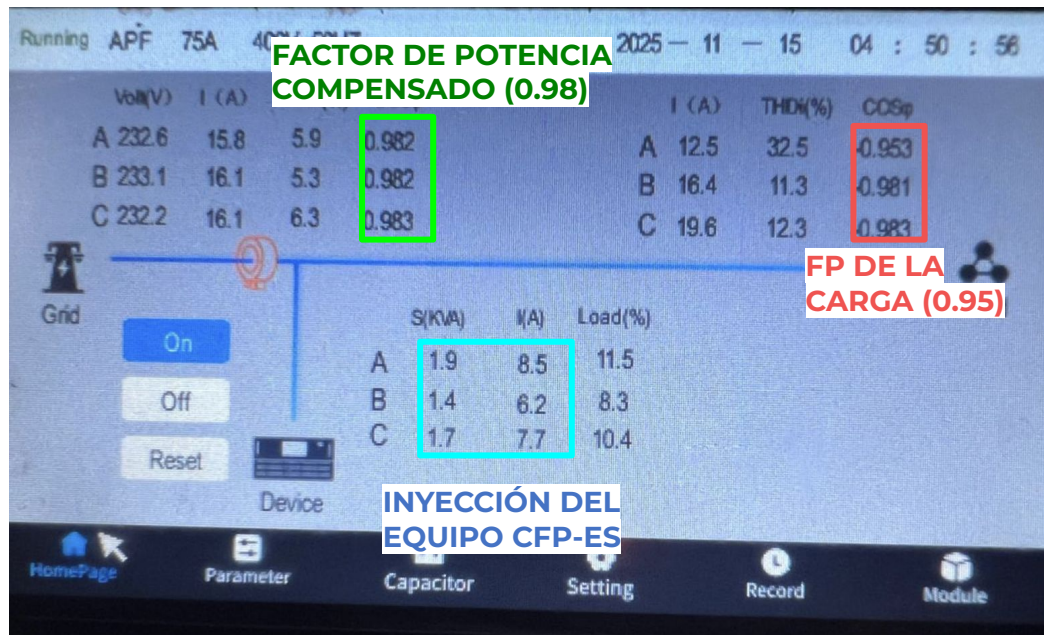 Running APF 75A 2025 - 11 - 15 04 : 50 : 56
FACTOR DE POTENCIA
COMPENSADO (0.98)
Volt(V) I (A)
A 232.6 15.8 5.9 0.982
B 233.1 16.1 5.3 0.982
C 232.2 16.1 6.3 0.983
I (A) THDi(%) COSφ
A 12.5 32.5 -0.953
B 16.4 11.3 -0.981
C 19.6 12.3 -0.983
FP DE LA
CARGA (0.95)
Grid
On
Off
Reset
S(KVA) I(A) Load(%)
A 1.9 8.5 11.5
B 1.4 6.2 8.3
C 1.7 7.7 10.4
Device
INYECCIÓN DEL
EQUIPO CFP-ES
HomePage Parameter Capacitor Setting Record Module